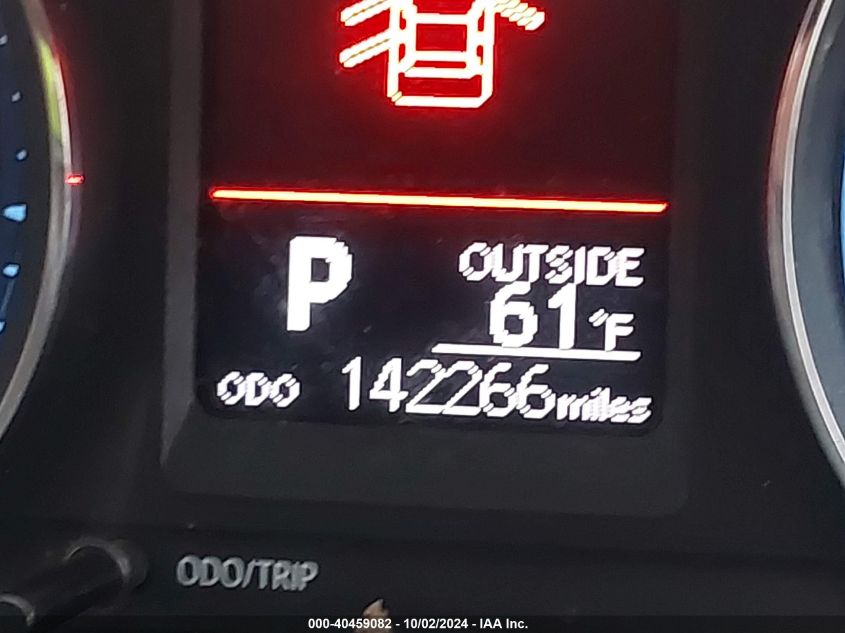 P
OUTSIDE
61°F
ODO 142266 miles
ODO/TRIP
000-40459082 - 10/02/2024 - IAA Inc.